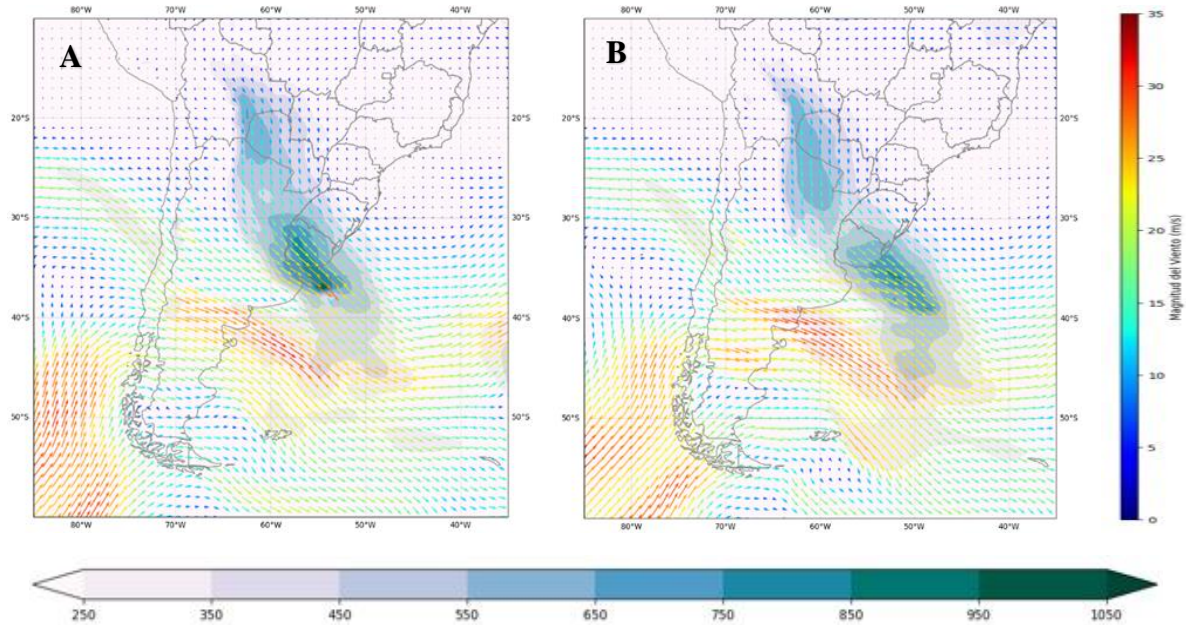 80°W 70°W 60°W 50°W 40°W
80°W 70°W 60°W 50°W 40°W
A
B
20°S 20°S 20°S 20°S
30°S 30°S 30°S 30°S
40°S 40°S 40°S 40°S
50°S 50°S 50°S 50°S
80°W 70°W 60°W 50°W 40°W
80°W 70°W 60°W 50°W 40°W
35
30
25
20
15
10
5
0
Magnitud del Viento (m/s)
250 350 450 550 650 750 850 950 1050